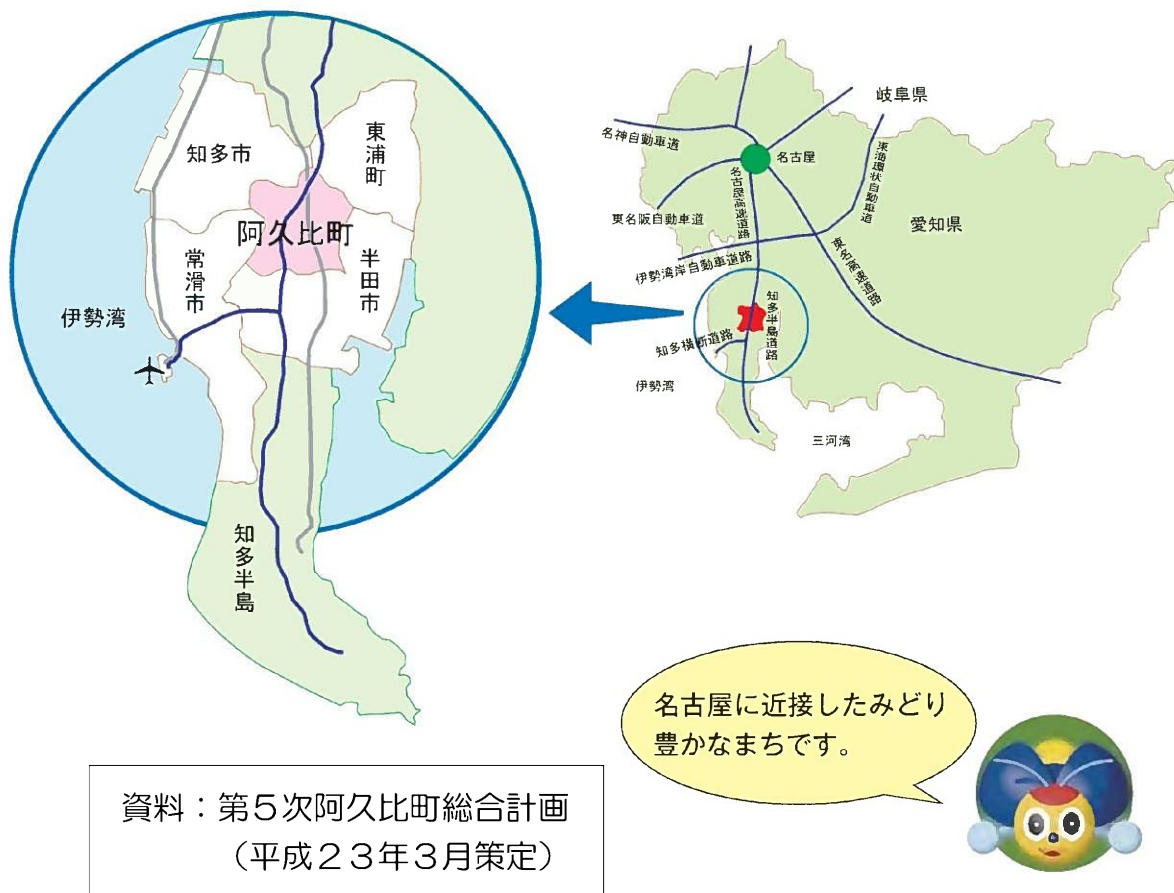 知多市
東浦町
阿久比町
常滑市
半田市
伊勢湾
知多半島
岐阜県
名神自動車道
名古屋
東海環状自動車道
名古屋高速道路
東名阪自動車道
愛知県
伊勢湾岸自動車道路
東名高速道路
知多半島道路
知多横断道路
伊勢湾
三河湾
名古屋に近接したみどり
豊かなまちです。
資料：第５次阿久比町総合計画
（平成２３年３月策定）